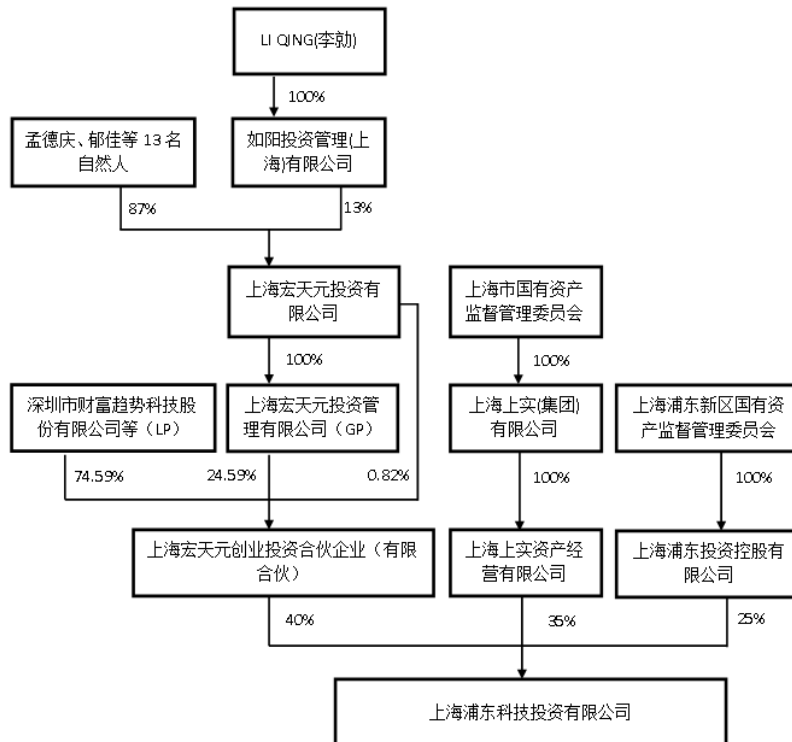 LI QING(李勍)
100%
孟德庆、郁佳等 13 名
自然人
如阳投资管理(上
海)有限公司
87%
13%
上海宏天元投资有
限公司
上海市国有资产
监督管理委员会
100%
100%
深圳市财富趋势科技股
份有限公司等（LP）
上海宏天元投资管
理有限公司（GP）
上海上实(集团)
有限公司
上海浦东新区国有资
产监督管理委员会
74.59%
24.59%
0.82%
100%
100%
上海宏天元创业投资合伙企业（有限
合伙）
上海上实资产经
营有限公司
上海浦东投资控股有
限公司
40%
35%
25%
上海浦东科技投资有限公司